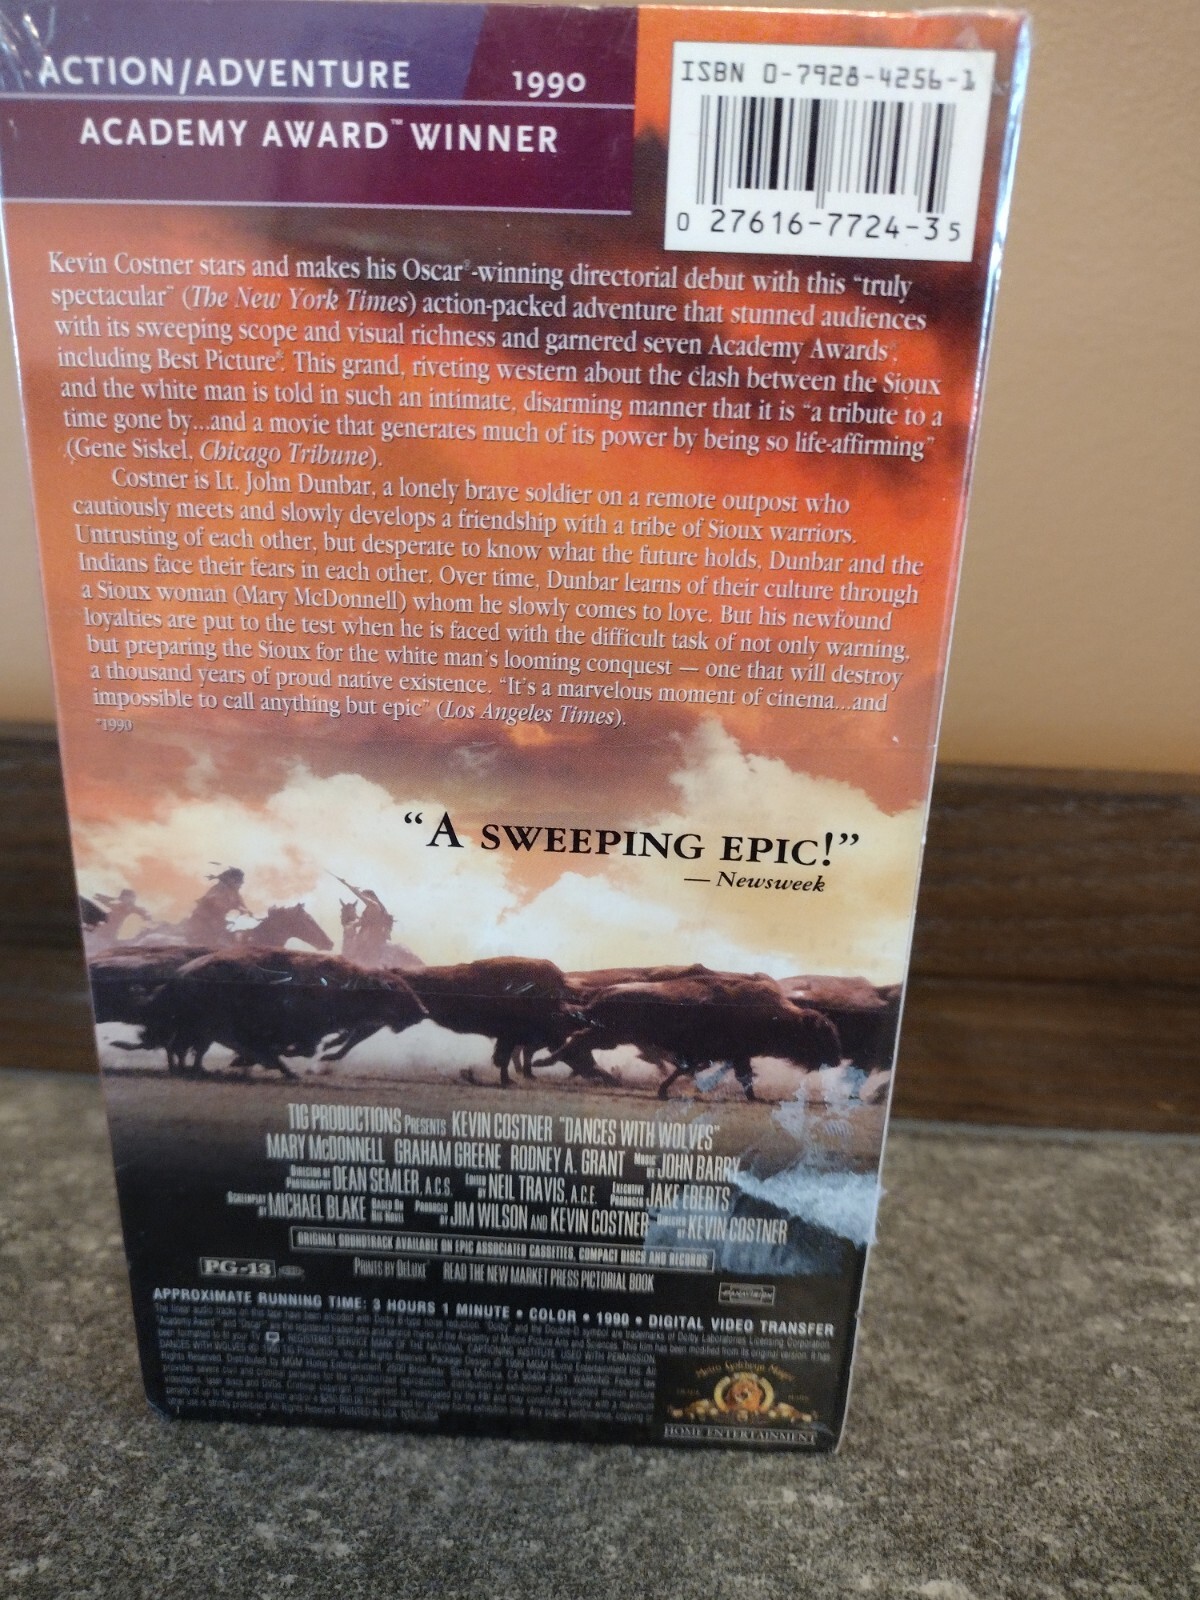 ACTION/ADVENTURE 1990
ACADEMY AWARD™ WINNER
ISBN 0-7928-4256-1
0 27616-7724-3 5
Kevin Costner stars and makes his Oscar®-winning directorial debut with this "truly
spectacular" (The New York Times) action-packed adventure that stunned audiences
with its sweeping scope and visual richness and garnered seven Academy Awards®,
including Best Picture*. This grand, riveting western about the clash between the Sioux
and the white man is told in such an intimate, disarming manner that it is "a tribute to a
time gone by...and a movie that generates much of its power by being so life-affirming"
(Gene Siskel, Chicago Tribune).
Costner is Lt. John Dunbar, a lonely brave soldier on a remote outpost who
cautiously meets and slowly develops a friendship with a tribe of Sioux warriors.
Untrusting of each other, but desperate to know what the future holds, Dunbar and the
Indians face their fears in each other. Over time, Dunbar learns of their culture through
a Sioux woman (Mary McDonnell) whom he slowly comes to love. But his newfound
loyalties are put to the test when he is faced with the difficult task of not only warning,
but preparing the Sioux for the white man's looming conquest — one that will destroy
a thousand years of proud native existence. "It's a marvelous moment of cinema...and
impossible to call anything but epic" (Los Angeles Times).
*1990
"A SWEEPING EPIC!"
— Newsweek
TIG PRODUCTIONS PRESENTS KEVIN COSTNER "DANCES WITH WOLVES"
MARY McDONNELL GRAHAM GREENE RODNEY A. GRANT MUSIC BY JOHN BARRY
DIRECTOR OF PHOTOGRAPHY DEAN SEMLER, A.C.S. EDITED BY NEIL TRAVIS, A.C.E. EXECUTIVE PRODUCER JAKE EBERTS
SCREENPLAY BY MICHAEL BLAKE BASED ON HIS NOVEL PRODUCED BY JIM WILSON AND KEVIN COSTNER DIRECTED BY KEVIN COSTNER
ORIGINAL SOUNDTRACK AVAILABLE ON EPIC ASSOCIATED CASSETTES, COMPACT DISCS AND RECORDS
PG-13 PRINTS BY DELUXE® READ THE NEW MARKET PRESS PICTORIAL BOOK PANAVISION
APPROXIMATE RUNNING TIME: 3 HOURS 1 MINUTE • COLOR • 1990 • DIGITAL VIDEO TRANSFER
Metro Goldwyn Mayer
HOME ENTERTAINMENT